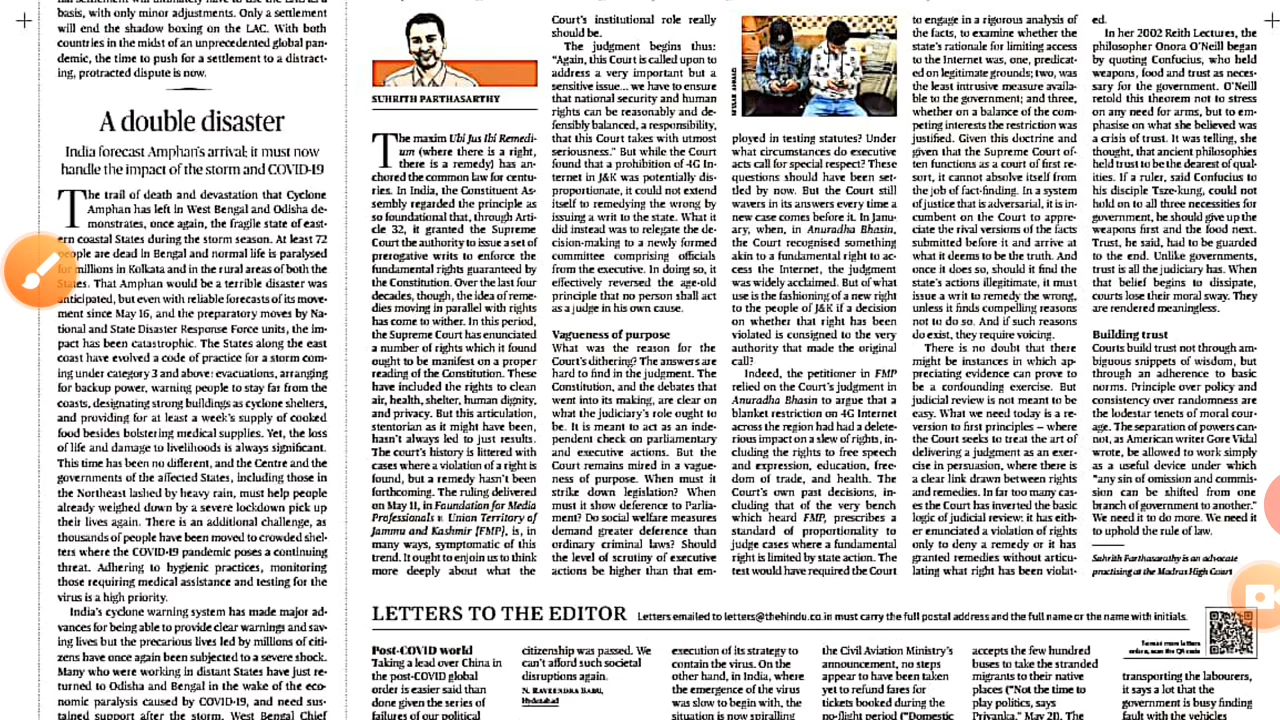 basis, with only minor adjustments. Only a settlement
will end the shadow boxing on the LAC. With both
countries in the midst of an unprecedented global pan-
demic, the time to push for a settlement to a distract-
ing, protracted dispute is now.
A double disaster
India forecast Amphan's arrival; it must now
handle the impact of the storm and COVID-19
The trail of death and devastation that Cyclone
Amphan has left in West Bengal and Odisha de-
monstrates, once again, the fragile state of east-
ern coastal States during the storm season. At least 72
people are dead in Bengal and normal life is paralysed
for millions in Kolkata and in the rural areas of both the
States. That Amphan would be a terrible disaster was
anticipated, but even with reliable forecasts of its move-
ment since May 16, and the preparatory moves by Na-
tional and State Disaster Response Force units, the im-
pact has been catastrophic. The States along the east
coast have evolved a code of practice for a storm com-
ing under category 3 and above: evacuations, arranging
for backup power, warning people to stay far from the
coasts, designating strong buildings as cyclone shelters,
and providing for at least a week's supply of cooked
food besides bolstering medical supplies. Yet, the loss
of life and damage to livelihoods is always significant.
This time has been no different, and the Centre and the
governments of the affected States, including those in
the Northeast lashed by heavy rain, must help people
already weighed down by a severe lockdown pick up
their lives again. There is an additional challenge, as
thousands of people have been moved to crowded shel-
ters where the COVID-19 pandemic poses a continuing
threat. Adhering to hygienic practices, monitoring
those requiring medical assistance and testing for the
virus is a high priority.
India's cyclone warning system has made major ad-
vances for being able to provide clear warnings and sav-
ing lives but the precarious lives led by millions of citi-
zens have once again been subjected to a severe shock.
Many who were working in distant States have just re-
turned to Odisha and Bengal in the wake of the eco-
nomic paralysis caused by COVID-19, and need sus-
tained support after the storm. West Bengal Chief
SUHRITH PARTHASARTHY
The maxim Ubi Jus Ibi Remedi-
um (where there is a right,
there is a remedy) has an-
chored the common law for centu-
ries. In India, the Constituent As-
sembly regarded the principle as
so foundational that, through Arti-
cle 32, it granted the Supreme
Court the authority to issue a set of
prerogative writs to enforce the
fundamental rights guaranteed by
the Constitution. Over the last four
decades, though, the idea of reme-
dies moving in parallel with rights
has come to wither. In this period,
the Supreme Court has enunciated
a number of rights which it found
ought to be manifest on a proper
reading of the Constitution. These
have included the rights to clean
air, health, shelter, human dignity,
and privacy. But this articulation,
stentorian as it might have been,
hasn't always led to just results.
The court's history is littered with
cases where a violation of a right is
found, but a remedy hasn't been
forthcoming. The ruling delivered
on May 11, in Foundation for Media
Professionals v. Union Territory of
Jammu and Kashmir [FMP], is, in
many ways, symptomatic of this
trend. It ought to enjoin us to think
more deeply about what the
Court's institutional role really
should be.
The judgment begins thus:
"Again, this Court is called upon to
address a very important but a
sensitive issue... we have to ensure
that national security and human
rights can be reasonably and de-
fensibly balanced, a responsibility,
that this Court takes with utmost
seriousness." But while the Court
found that a prohibition of 4G In-
ternet in J&K was potentially dis-
proportionate, it could not extend
itself to remedying the wrong by
issuing a writ to the state. What it
did instead was to relegate the de-
cision-making to a newly formed
committee comprising officials
from the executive. In doing so, it
effectively reversed the age-old
principle that no person shall act
as a judge in his own cause.
Vagueness of purpose
What was the reason for the
Court's dithering? The answers are
hard to find in the judgment. The
Constitution, and the debates that
went into its making, are clear on
what the judiciary's role ought to
be. It is meant to act as an inde-
pendent check on parliamentary
and executive actions. But the
Court remains mired in a vague-
ness of purpose. When must it
strike down legislation? When
must it show deference to Parlia-
ment? Do social welfare measures
demand greater deference than
ordinary criminal laws? Should
the level of scrutiny of executive
actions be higher than that em-
ployed in testing statutes? Under
what circumstances do executive
acts call for special respect? These
questions should have been set-
tled by now. But the Court still
wavers in its answers every time a
new case comes before it. In Janu-
ary, when, in Anuradha Bhasin,
the Court recognised something
akin to a fundamental right to ac-
cess the Internet, the judgment
was widely acclaimed. But of what
use is the fashioning of a new right
to the people of J&K if a decision
on whether that right has been
violated is consigned to the very
authority that made the original
call?
Indeed, the petitioner in FMP
relied on the Court's judgment in
Anuradha Bhasin to argue that a
blanket restriction on 4G Internet
across the region had had a delete-
rious impact on a slew of rights, in-
cluding the rights to free speech
and expression, education, free-
dom of trade, and health. The
Court's own past decisions, in-
cluding that of the very bench
which heard FMP, prescribes a
standard of proportionality to
judge cases where a fundamental
right is limited by state action. The
test would have required the Court
to engage in a rigorous analysis of
the facts, to examine whether the
state's rationale for limiting access
to the Internet was, one, predicat-
ed on legitimate grounds; two, was
the least intrusive measure availa-
ble to the government; and three,
whether on a balance of the com-
peting interests the restriction was
justified. Given this doctrine and
given that the Supreme Court of-
ten functions as a court of first re-
sort, it cannot absolve itself from
the job of fact-finding. In a system
of justice that is adversarial, it is in-
cumbent on the Court to appre-
ciate the rival versions of the facts
submitted before it and arrive at
what it deems to be the truth. And
once it does so, should it find the
state's actions illegitimate, it must
issue a writ to remedy the wrong,
unless it finds compelling reasons
not to do so. And if such reasons
do exist, they require voicing.
There is no doubt that there
might be instances in which ap-
preciating evidence can prove to
be a confounding exercise. But
judicial review is not meant to be
easy. What we need today is a re-
version to first principles – where
the Court seeks to treat the art of
delivering a judgment as an exer-
cise in persuasion, where there is
a clear link drawn between rights
and remedies. In far too many cas-
es the Court has inverted the basic
logic of judicial review: it has eith-
er enunciated a violation of rights
only to deny a remedy or it has
granted remedies without articu-
lating what right has been violat-
ed.
In her 2002 Reith Lectures, the
philosopher Onora O'Neill began
by quoting Confucius, who held
weapons, food and trust as neces-
sary for the government. O'Neill
retold this theorem not to stress
on any need for arms, but to em-
phasise on what she believed was
a crisis of trust. It was telling, she
thought, that ancient philosophies
held trust to be the dearest of qual-
ities. If a ruler, said Confucius to
his disciple Tsze-kung, could not
hold on to all three necessities for
government, he should give up the
weapons first and the food next.
Trust, he said, had to be guarded
to the end. Unlike governments,
trust is all the judiciary has. When
that belief begins to dissipate,
courts lose their moral sway. They
are rendered meaningless.
Building trust
Courts build trust not through am-
biguous snippets of wisdom, but
through an adherence to basic
norms. Principle over policy and
consistency over randomness are
the lodestar tenets of moral cour-
age. The separation of powers can-
not, as American writer Gore Vidal
wrote, be allowed to work simply
as a useful device under which
"any sin of omission and commis-
sion can be shifted from one
branch of government to another."
We need it to do more. We need it
to uphold the rule of law.
Suhrith Parthasarathy is an advocate
practising at the Madras High Court
LETTERS TO THE EDITOR Letters emailed to letters@thehindu.co.in must carry the full postal address and the full name or the name with initials.
Post-COVID world
Taking a lead over China in
the post-COVID global
order is easier said than
done given the series of
failures of our political
citizenship was passed. We
can't afford such societal
disruptions again.
N. Raveendra Babu,
Hyderabad
execution of its strategy to
contain the virus. On the
other hand, in India, where
the emergence of the virus
was slow to begin with, the
situation is now spiralling
the Civil Aviation Ministry's
announcement, no steps
appear to have been taken
yet to refund fares for
tickets booked during the
no-flight period ("Domestic
accepts the few hundred
buses to take the stranded
migrants to their native
places ("Not the time to
play politics, says
Priyanka," May 21). The
transporting the labourers,
it says a lot that the
government is busy finding
fault with the vehicles